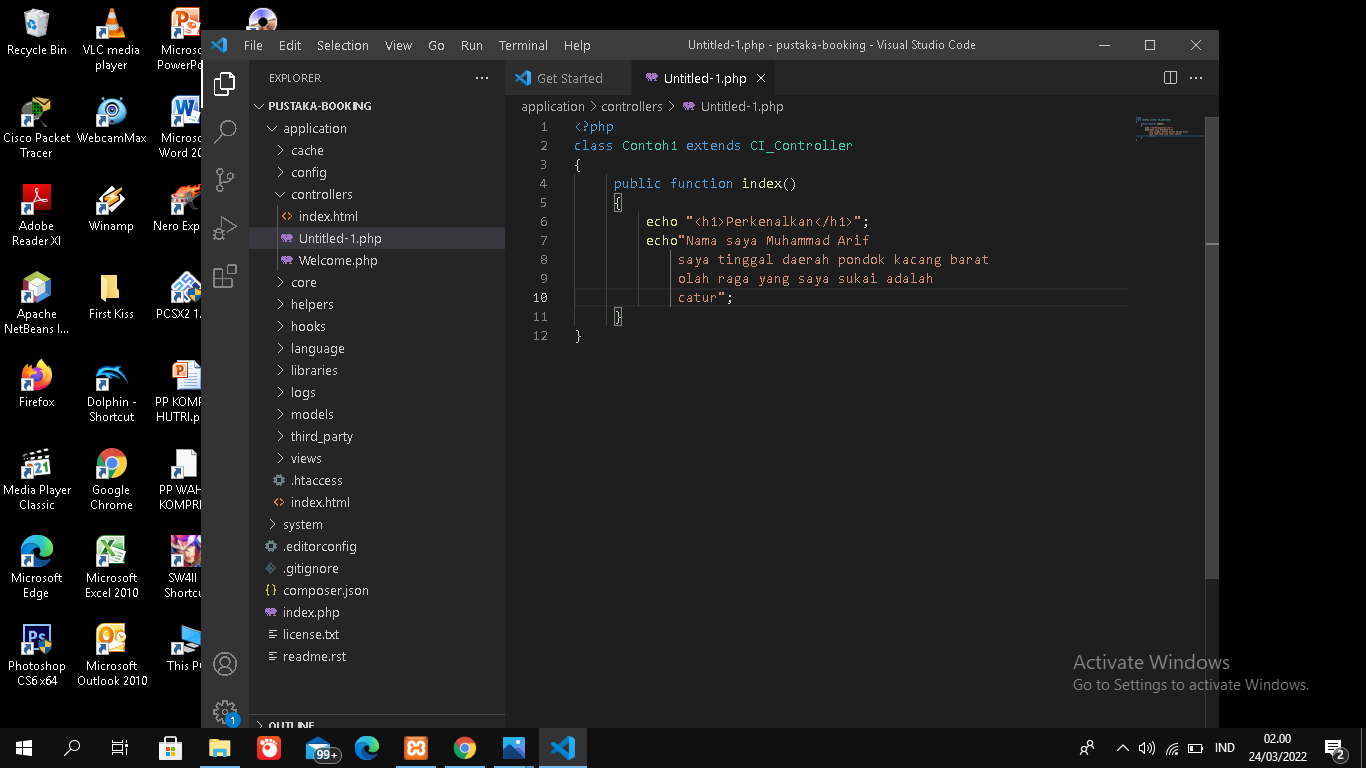 Recycle Bin
VLC media
player
Microso
PowerPo
Cisco Packet
Tracer
WebcamMax
Microso
Word 20
Adobe
Reader XI
Winamp
Nero Exp
Apache
NetBeans I...
First Kiss
PCSX2 1.
Firefox
Dolphin -
Shortcut
PP KOMP
HUTRI.p
Media Player
Classic
Google
Chrome
PP WAH
KOMPRE
Microsoft
Edge
Microsoft
Excel 2010
SW4II
Shortcu
Photoshop
CS6 x64
Microsoft
Outlook 2010
This PC
File Edit Selection View Go Run Terminal Help
Untitled-1.php - pustaka-booking - Visual Studio Code
EXPLORER
PUSTAKA-BOOKING
application
cache
config
controllers
index.html
Untitled-1.php
Welcome.php
core
helpers
hooks
language
libraries
logs
models
third_party
views
.htaccess
index.html
system
.editorconfig
.gitignore
composer.json
index.php
license.txt
readme.rst
OUTLINE
1
Get Started
Untitled-1.php
application > controllers > Untitled-1.php
1 <?php
2 class Contoh1 extends CI_Controller
3 {
4 public function index()
5 {
6 echo "<h1>Perkenalkan</h1>";
7 echo"Nama saya Muhammad Arif
8 saya tinggal daerah pondok kacang barat
9 olah raga yang saya sukai adalah
10 catur";
11 }
12 }
Activate Windows
Go to Settings to activate Windows.
99+
IND
02.00
24/03/2022
2